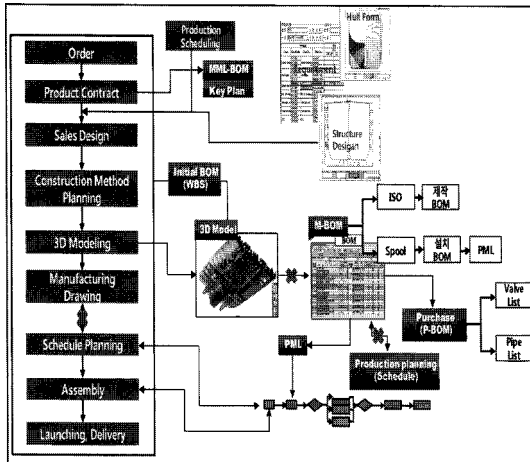 Order
Product Contract
Sales Design
Construction Method
Planning
3D Modeling
Manufacturing
Drawing
Schedule Planning
Assembly
Launching, Delivery
Production
Scheduling
MML-BOM
Key Plan
Initial BOM
(WBS)
3D Model
Hull Form
Requirement
Structure
Desigan
M-BOM
BOM
ISO
제작
BOM
Spool
설치
BOM
PML
Purchase
(P-BOM)
Valve
List
Pipe
List
PML
Production planning
(Schedule)